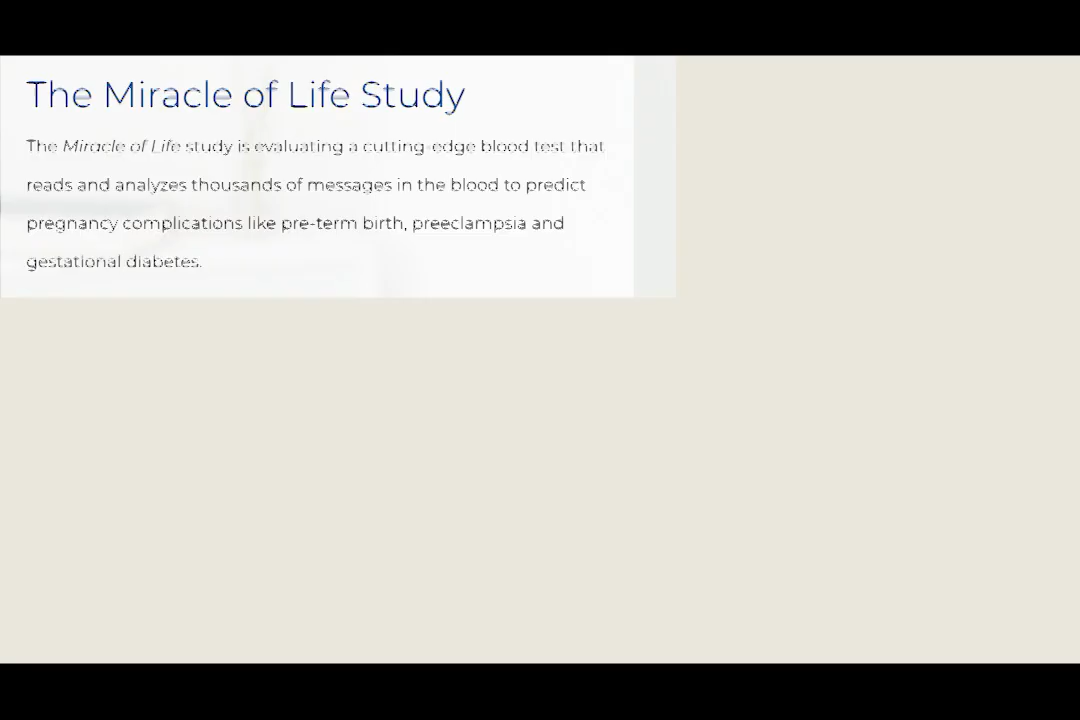 The Miracle of Life Study
The Miracle of Life study is evaluating a cutting-edge blood test that
reads and analyzes thousands of messages in the blood to predict
pregnancy complications like pre-term birth, preeclampsia and
gestational diabetes.